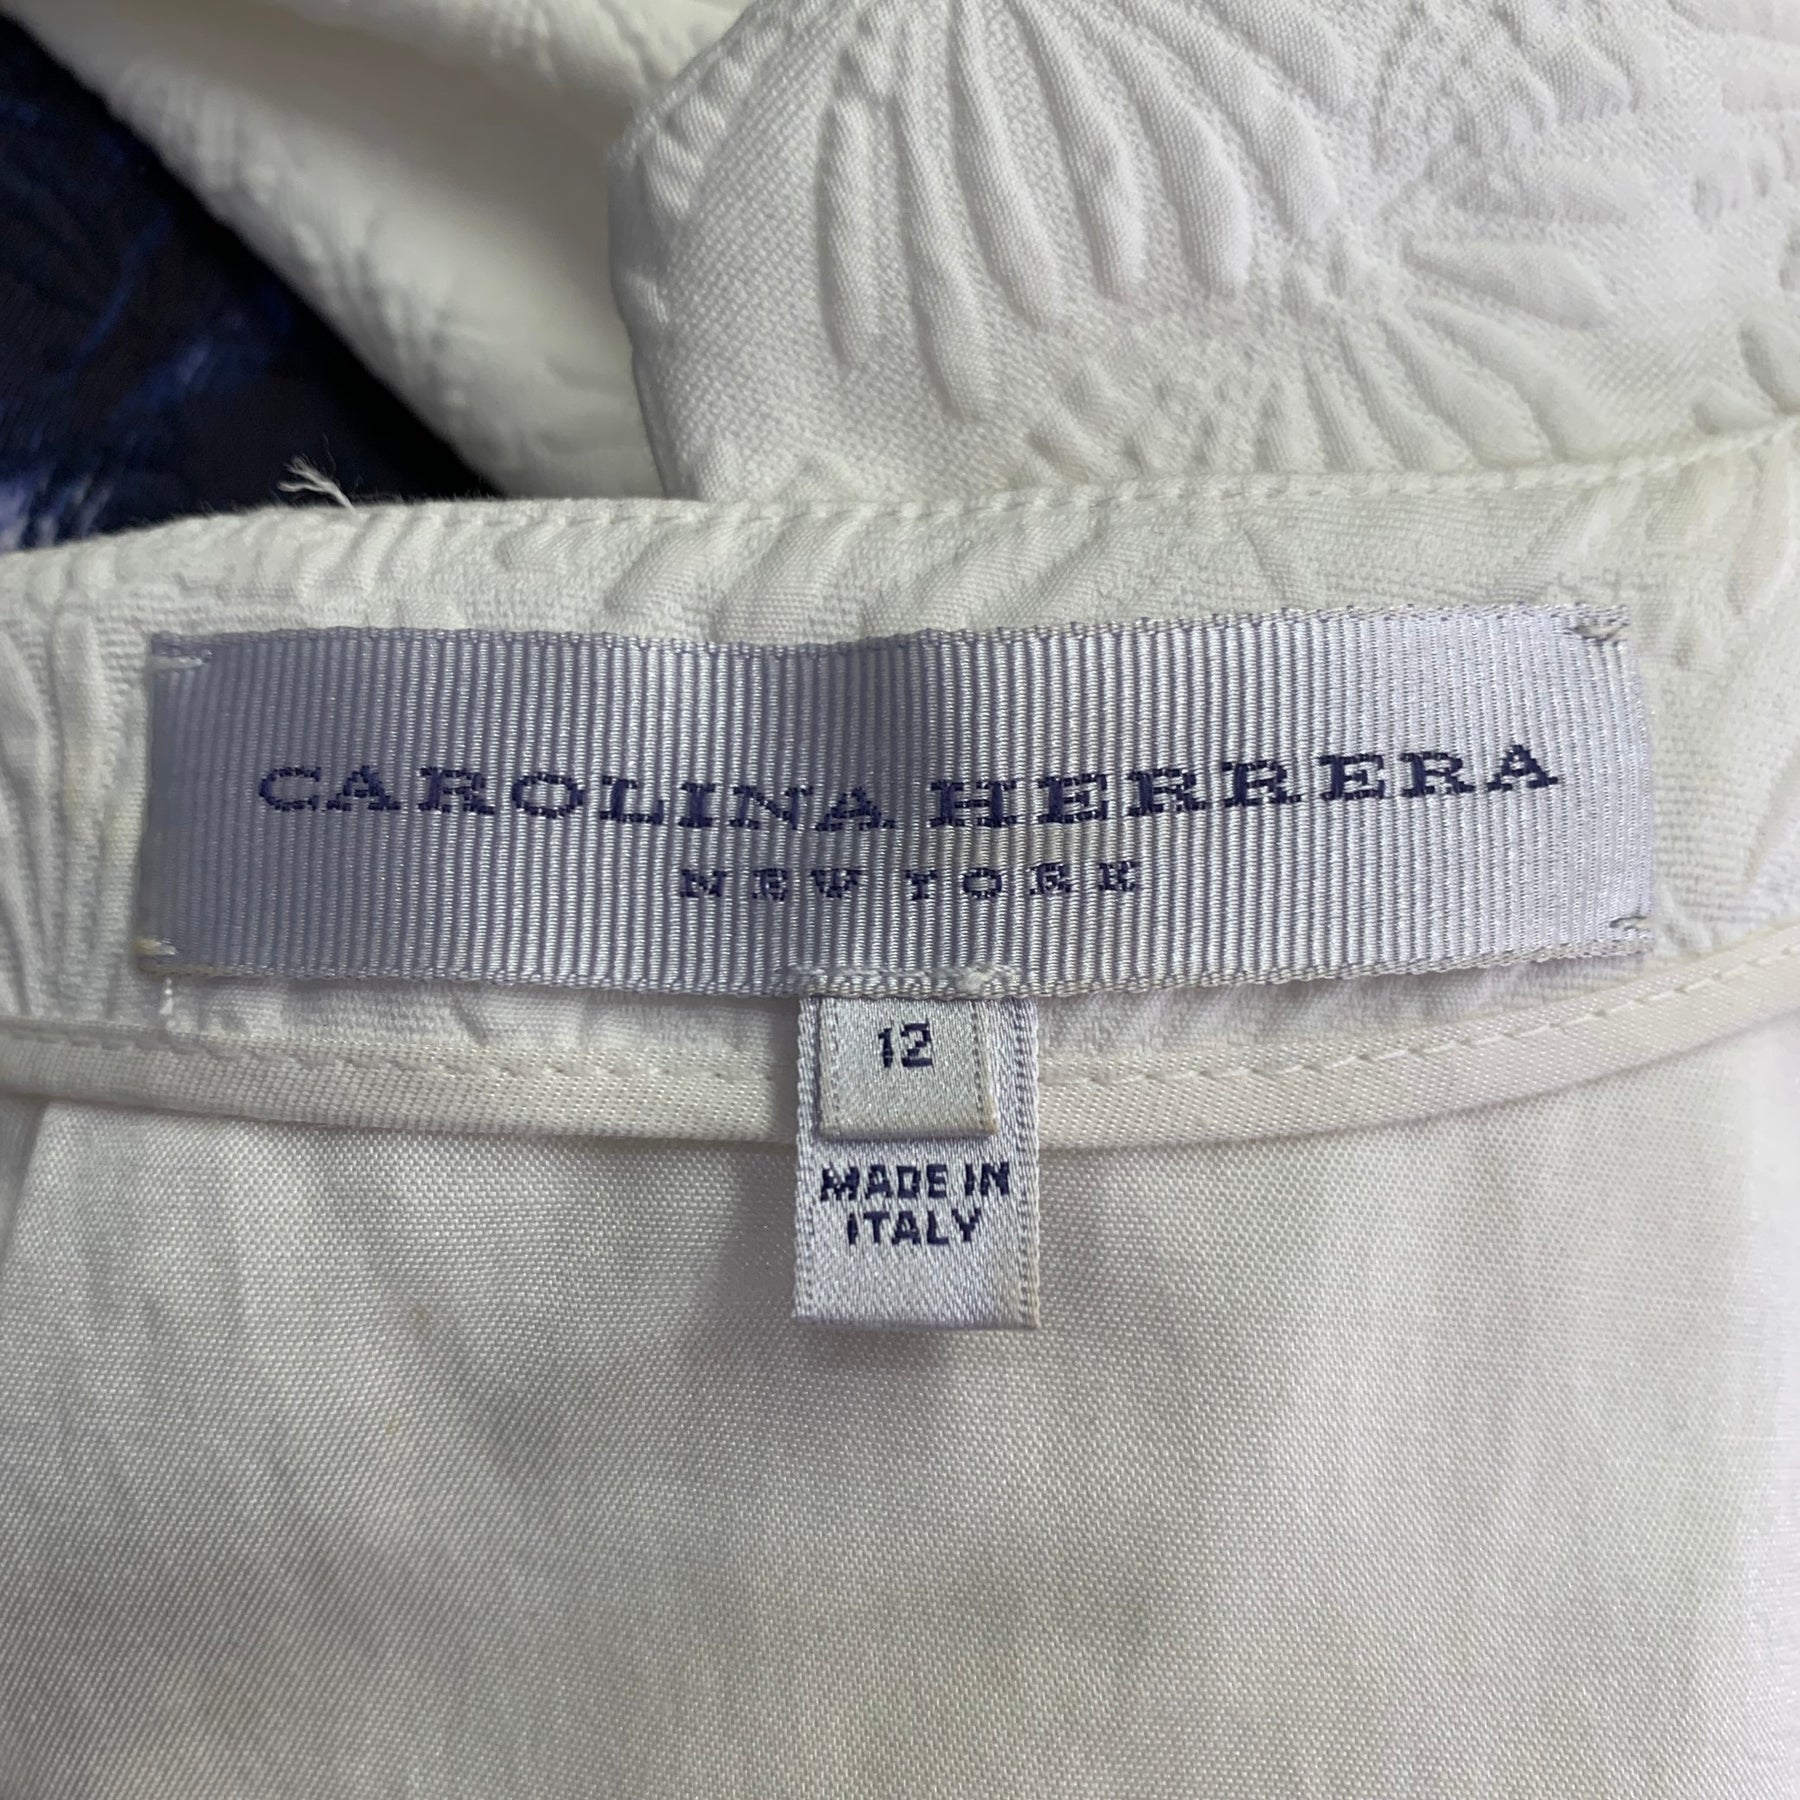 CAROLINA HERRERA
NEW YORK
12
MADE IN
ITALY